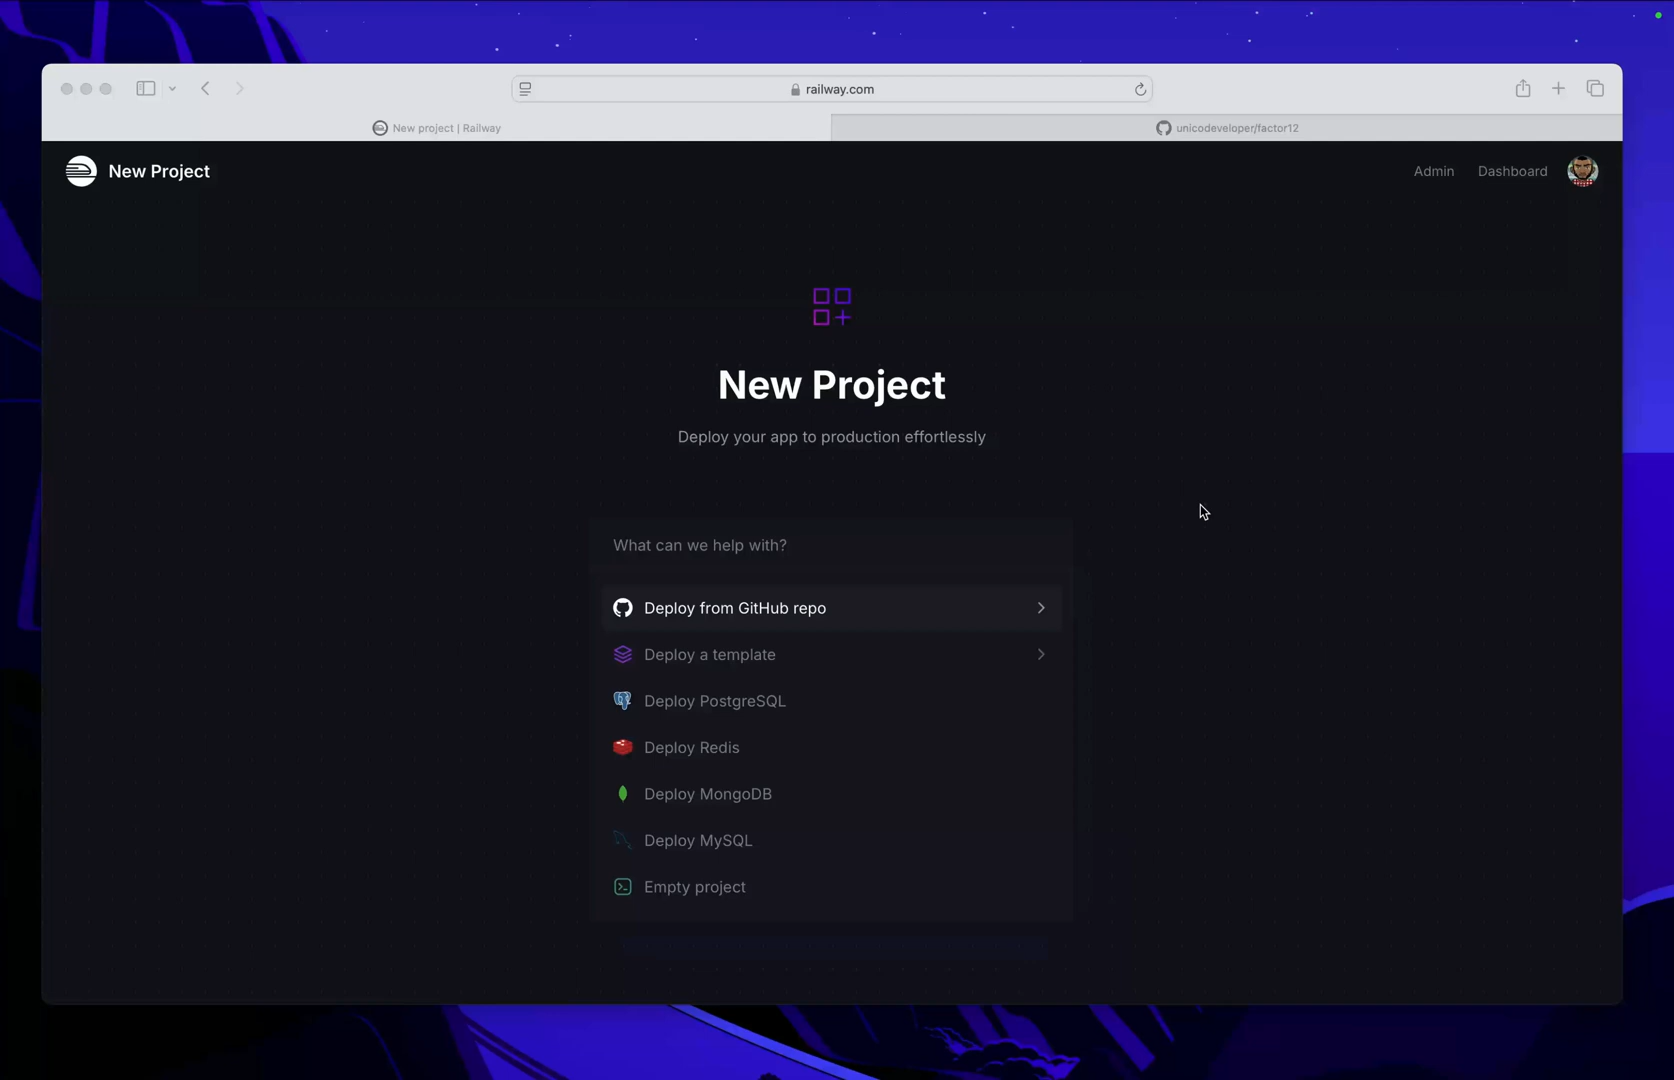 railway.com
New project | Railway
unicodeveloper/factor12
New Project
Admin
Dashboard
New Project
Deploy your app to production effortlessly
What can we help with?
Deploy from GitHub repo
Deploy a template
Deploy PostgreSQL
Deploy Redis
Deploy MongoDB
Deploy MySQL
Empty project